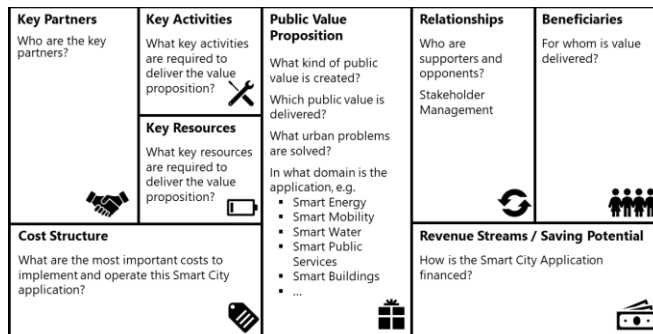 Key Partners
Who are the key
partners?
Key Activities
What key activities
are required to
deliver the value
proposition?
Key Resources
What key resources
are required to
deliver the value
proposition?
Public Value
Proposition
What kind of public
value is created?
Which public value is
delivered?
What urban problems
are solved?
In what domain is the
application, e.g.
▪ Smart Energy
▪ Smart Mobility
▪ Smart Water
▪ Smart Public
Services
▪ Smart Buildings
▪ ...
Relationships
Who are
supporters and
opponents?
Stakeholder
Management
Beneficiaries
For whom is value
delivered?
Cost Structure
What are the most important costs to
implement and operate this Smart City
application?
Revenue Streams / Saving Potential
How is the Smart City Application
financed?